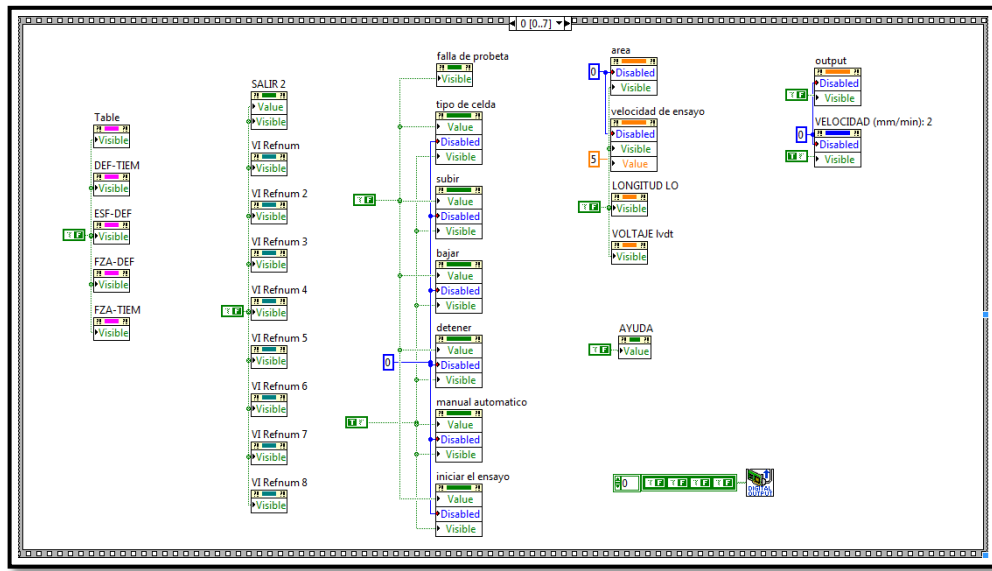 0 [0..7]
Table
Visible
DEF-TIEM
Visible
ESF-DEF
F
Visible
FZA-DEF
Visible
FZA-TIEM
Visible
SALIR 2
Value
Visible
VI Refnum
Visible
VI Refnum 2
Visible
VI Refnum 3
Visible
VI Refnum 4
F
Visible
VI Refnum 5
Visible
VI Refnum 6
Visible
VI Refnum 7
Visible
VI Refnum 8
Visible
falla de probeta
Visible
tipo de celda
Value
Disabled
Visible
subir
F
Value
Disabled
Visible
bajar
Value
Disabled
Visible
detener
Value
0
Disabled
Visible
manual automatico
T
Value
Disabled
Visible
iniciar el ensayo
Value
Disabled
Visible
area
0
Disabled
Visible
velocidad de ensayo
Disabled
Visible
5
Value
LONGITUD LO
F
Visible
VOLTAJE lvdt
Visible
AYUDA
F
Value
output
Disabled
F
Visible
VELOCIDAD (mm/min): 2
0
Disabled
T
Visible
0
F F F F
DIGITAL
OUTPUT